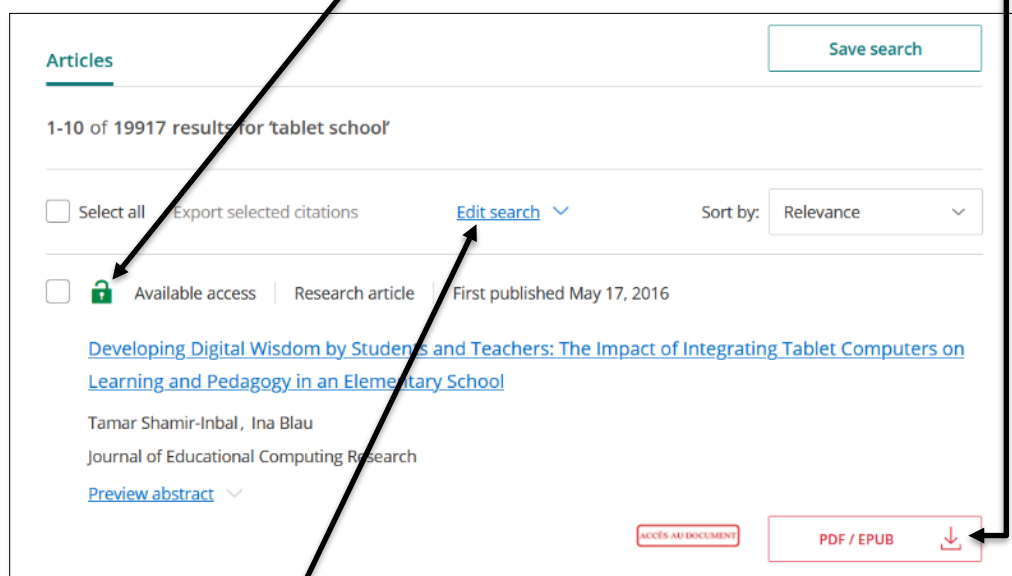 Articles
Save search
1-10 of 19917 results for 'tablet school'
Select all Export selected citations Edit search Sort by: Relevance
Available access Research article First published May 17, 2016
Developing Digital Wisdom by Students and Teachers: The Impact of Integrating Tablet Computers on
Learning and Pedagogy in an Elementary School
Tamar Shamir-Inbal, Ina Blau
Journal of Educational Computing Research
Preview abstract
ACCÈS AU DOCUMENT
PDF / EPUB